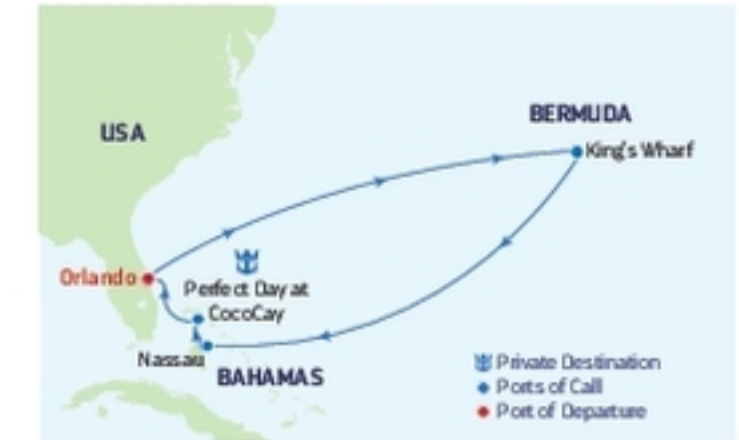 BERMUDA
USA
King's Wharf
Orlando
Perfect Day at
CocoCay
Nassau
BAHAMAS
Private Destination
Ports of Call
Port of Departure